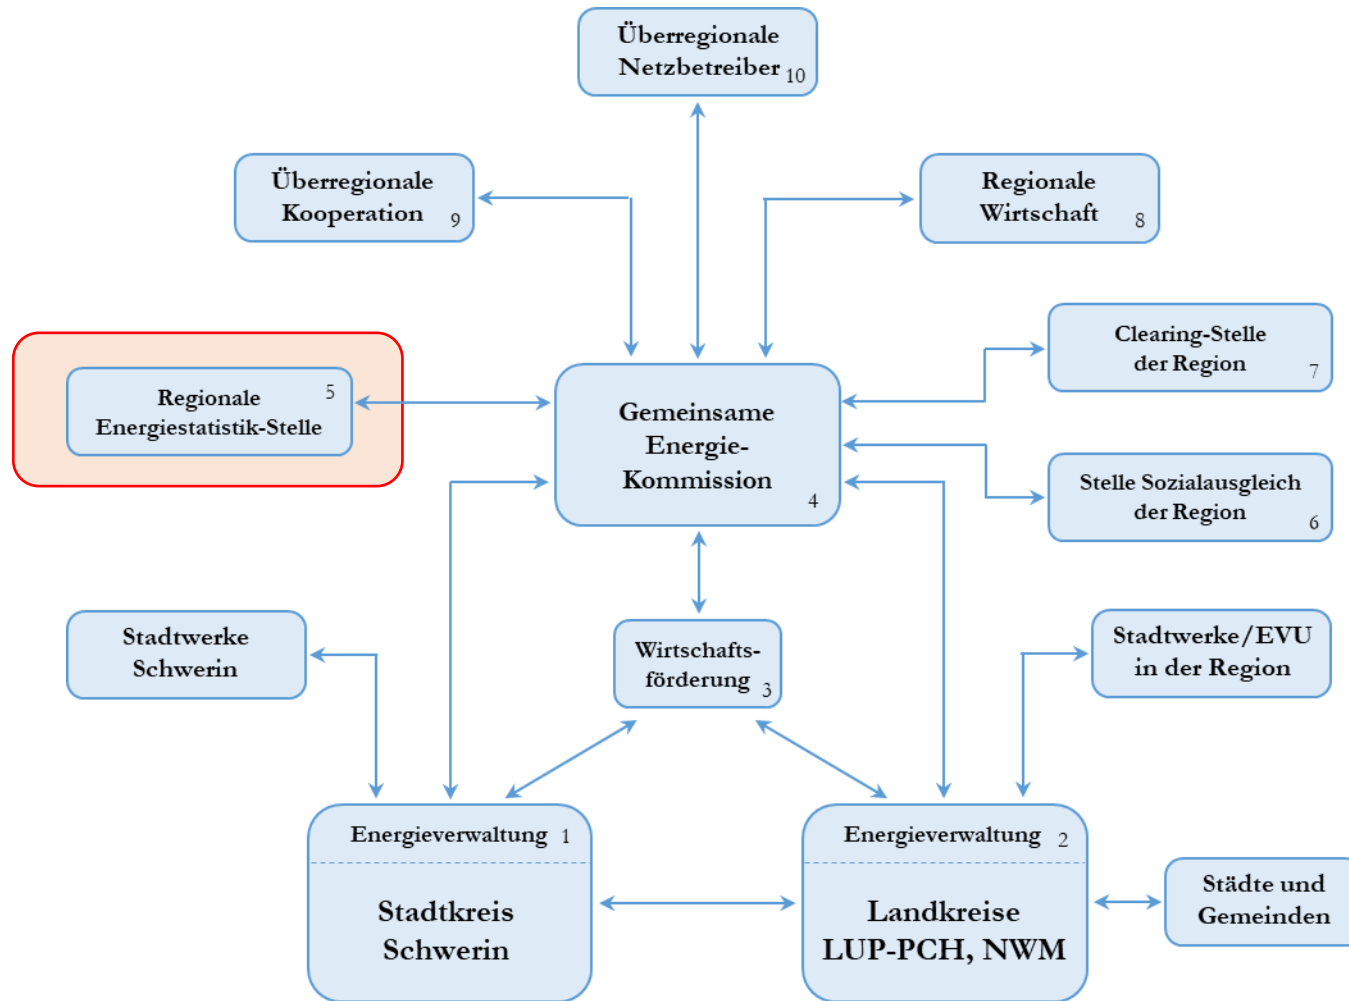 Überregionale
Netzbetreiber
10
Überregionale
Kooperation
9
Regionale
Wirtschaft
8
Clearing-Stelle
der Region
7
5
Regionale
Energiestatistik-Stelle
Gemeinsame
Energie-
Kommission
4
Stelle Sozialausgleich
der Region
6
Stadtwerke
Schwerin
Wirtschafts-
förderung
3
Stadtwerke/EVU
in der Region
Energieverwaltung 1
Stadtkreis
Schwerin
Energieverwaltung 2
Landkreise
LUP-PCH, NWM
Städte und
Gemeinden